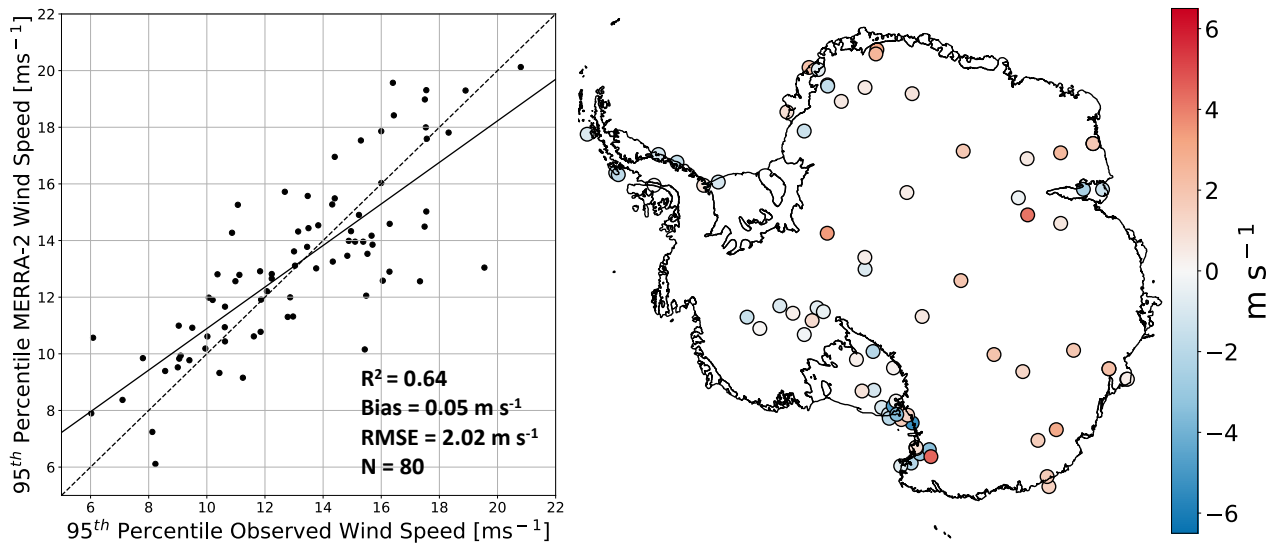 95th Percentile MERRA-2 Wind Speed [ms−1]
22
20
18
16
14
12
10
8
6
R2 = 0.64
Bias = 0.05 m s-1
RMSE = 2.02 m s-1
N = 80
6 8 10 12 14 16 18 20 22
95th Percentile Observed Wind Speed [ms−1]
6
4
2
0
−2
−4
−6
m s−1